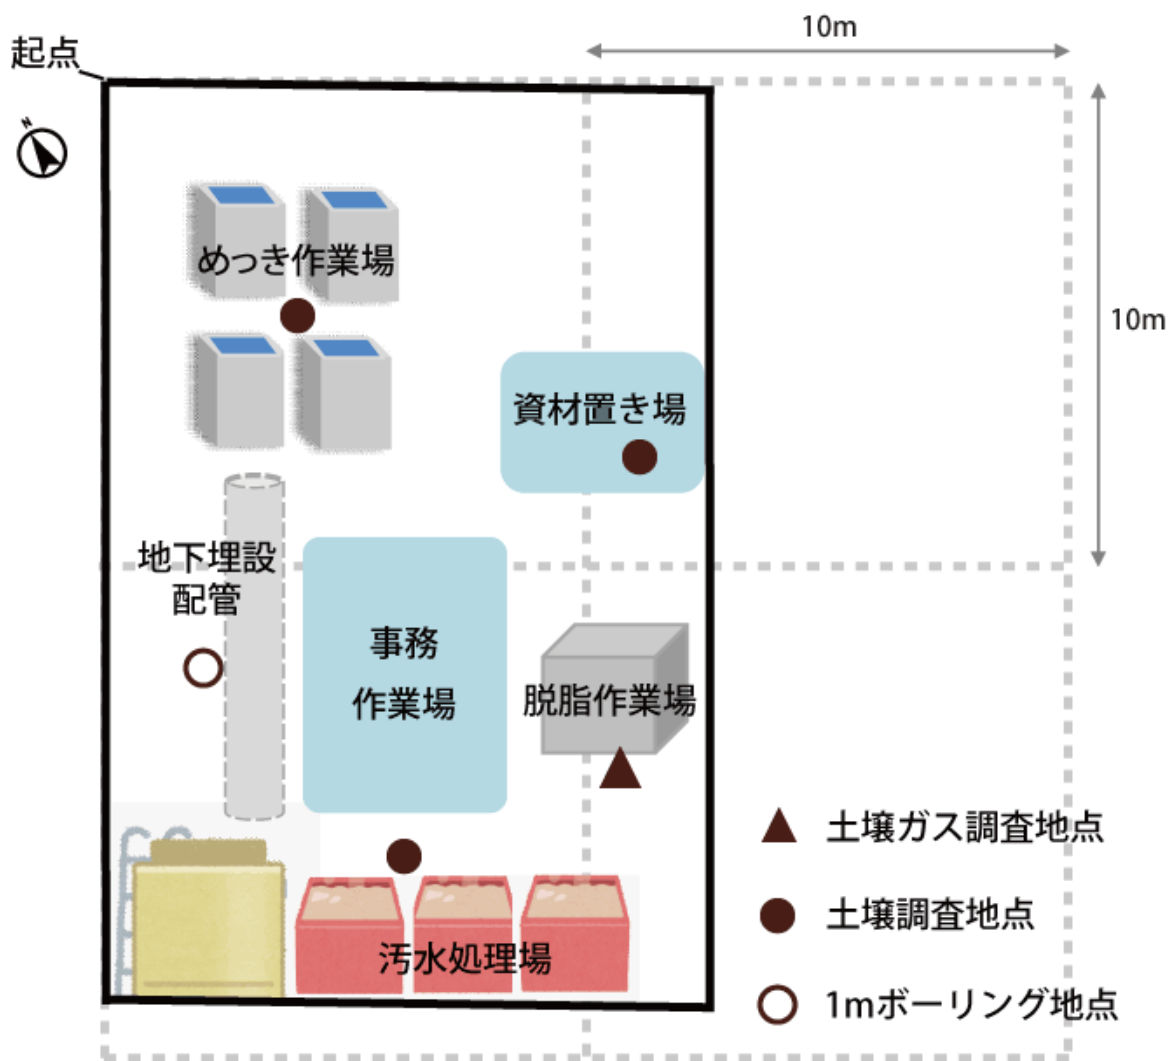 10m
起点
N
めっき作業場
10m
資材置き場
地下埋設
配管
事務
作業場
脱脂作業場
土壌ガス調査地点
土壌調査地点
汚水処理場
1mボーリング地点